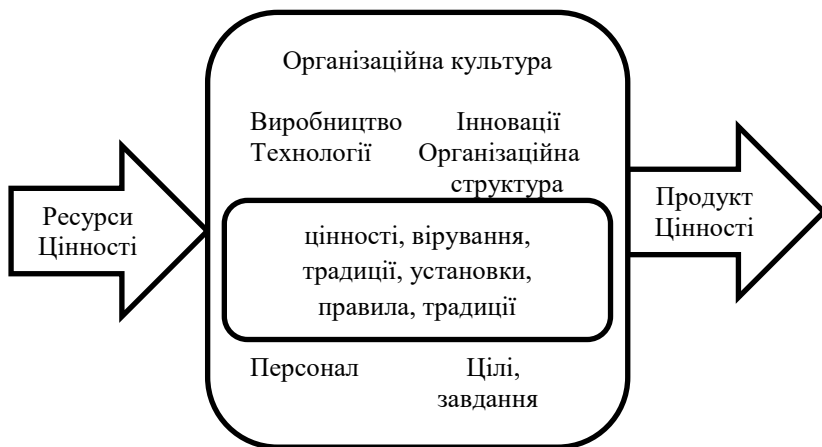 Організаційна культура
Виробництво Інновації
Технології Організаційна
структура
Ресурси
Цінності
цінності, вірування,
традиції, установки,
правила, традиції
Продукт
Цінності
Персонал Цілі,
завдання